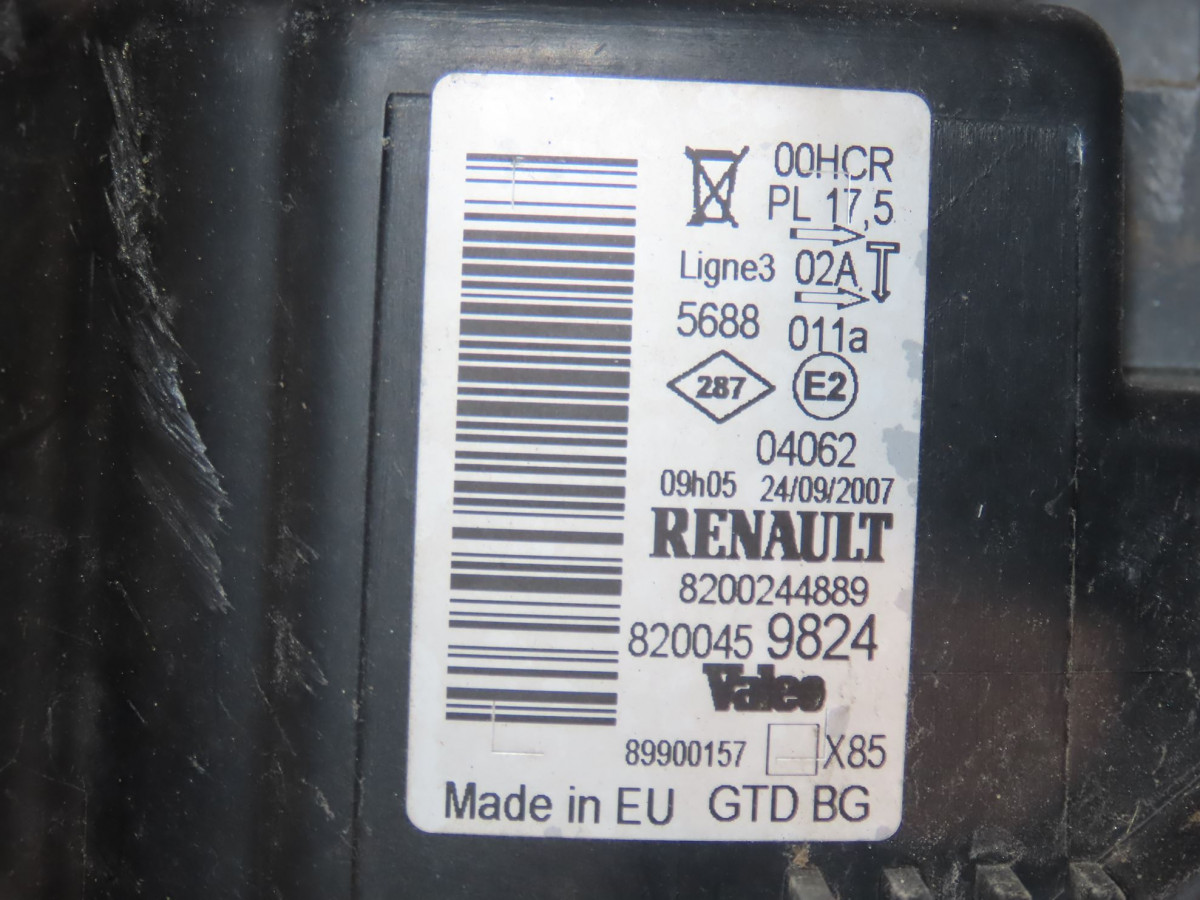 00HCR
PL 17,5
Ligne3 02A
5688 011a
287 E2
04062
09h05 24/09/2007
RENAULT
8200244889
820045 9824
Valeo
89900157 X85
Made in EU GTD BG